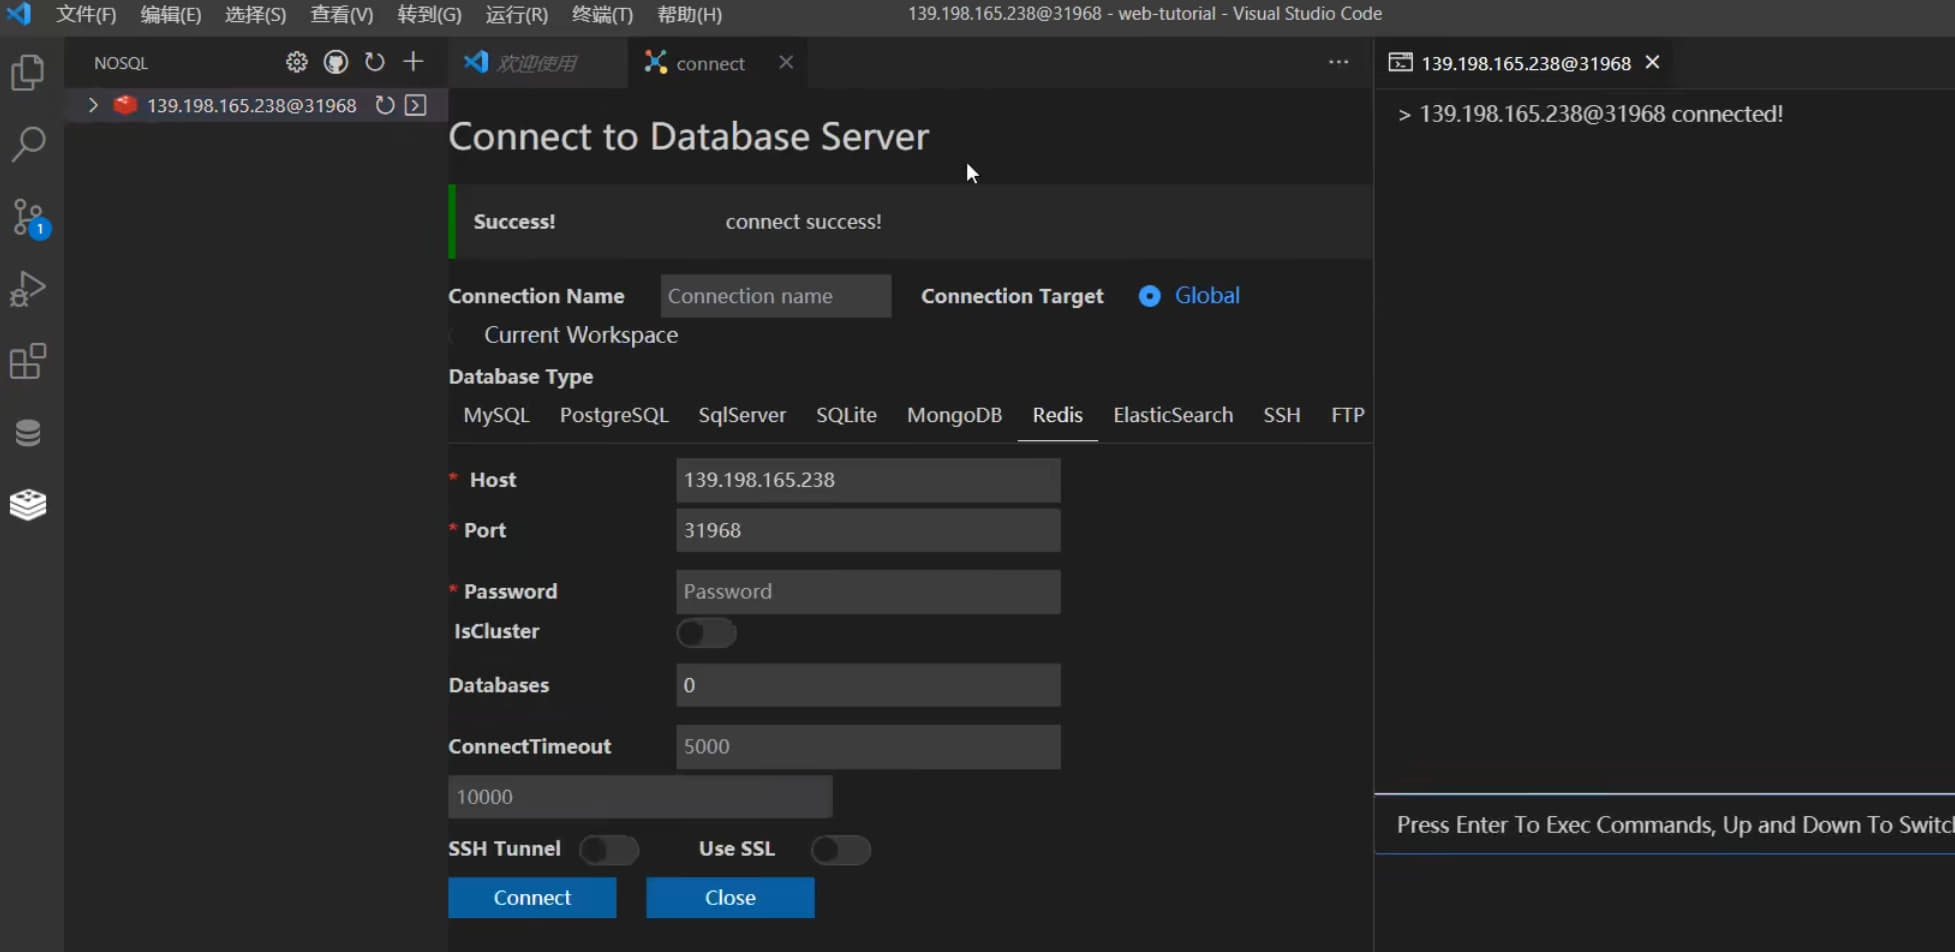 文件(F) 编辑(E) 选择(S) 查看(V) 转到(G) 运行(R) 终端(T) 帮助(H) 139.198.165.238@31968 - web-tutorial - Visual Studio Code
NOSQL
欢迎使用
connect
139.198.165.238@31968
139.198.165.238@31968
> 139.198.165.238@31968 connected!
Connect to Database Server
1
Success! connect success!
Connection Name Connection name Connection Target Global
Current Workspace
Database Type
MySQL PostgreSQL SqlServer SQLite MongoDB Redis ElasticSearch SSH FTP
* Host 139.198.165.238
* Port 31968
* Password Password
IsCluster
Databases 0
ConnectTimeout 5000
10000
SSH Tunnel Use SSL
Connect Close
Press Enter To Exec Commands, Up and Down To Switc